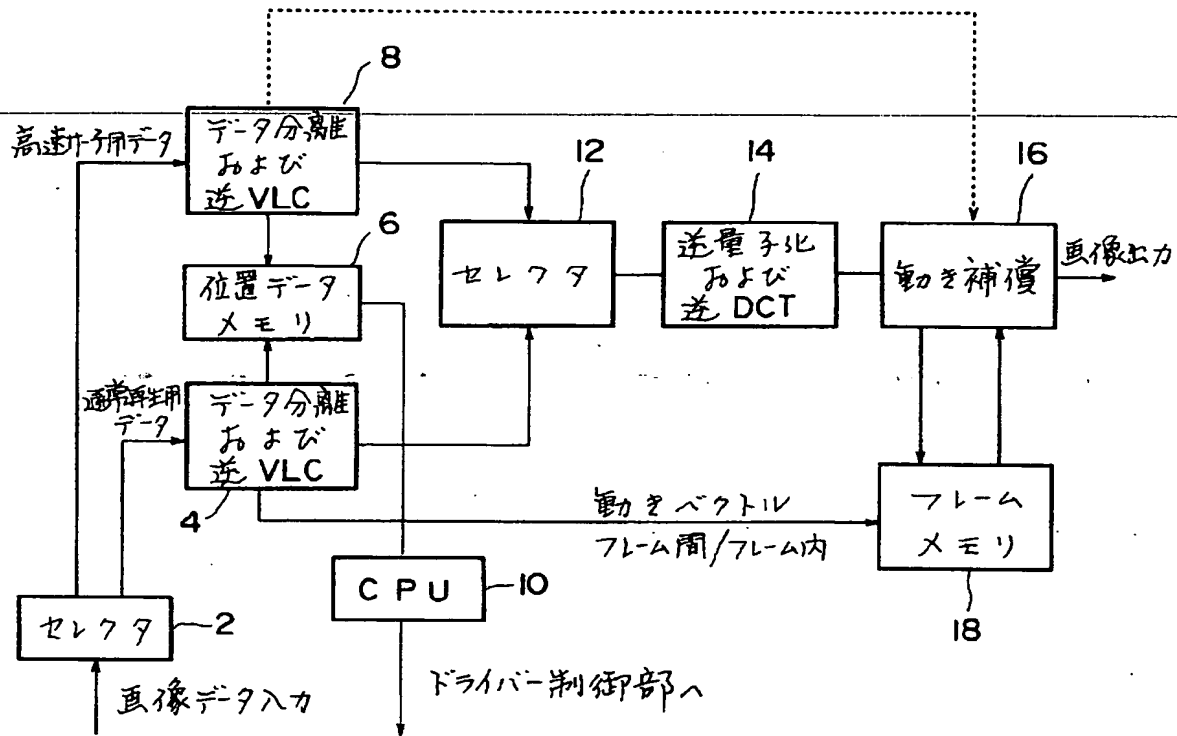 8
高速サーチ用データ
データ分離
および
逆VLC
12
14
16
6
位置データ
メモリ
セレクタ
逆量子化
および
逆DCT
動き補償
画像出力
通常再生用
データ
データ分離
および
逆VLC
4
動きベクトル
フレーム間/フレーム内
フレーム
メモリ
18
CPU
10
セレクタ
2
画像データ入力
ドライバー制御部へ